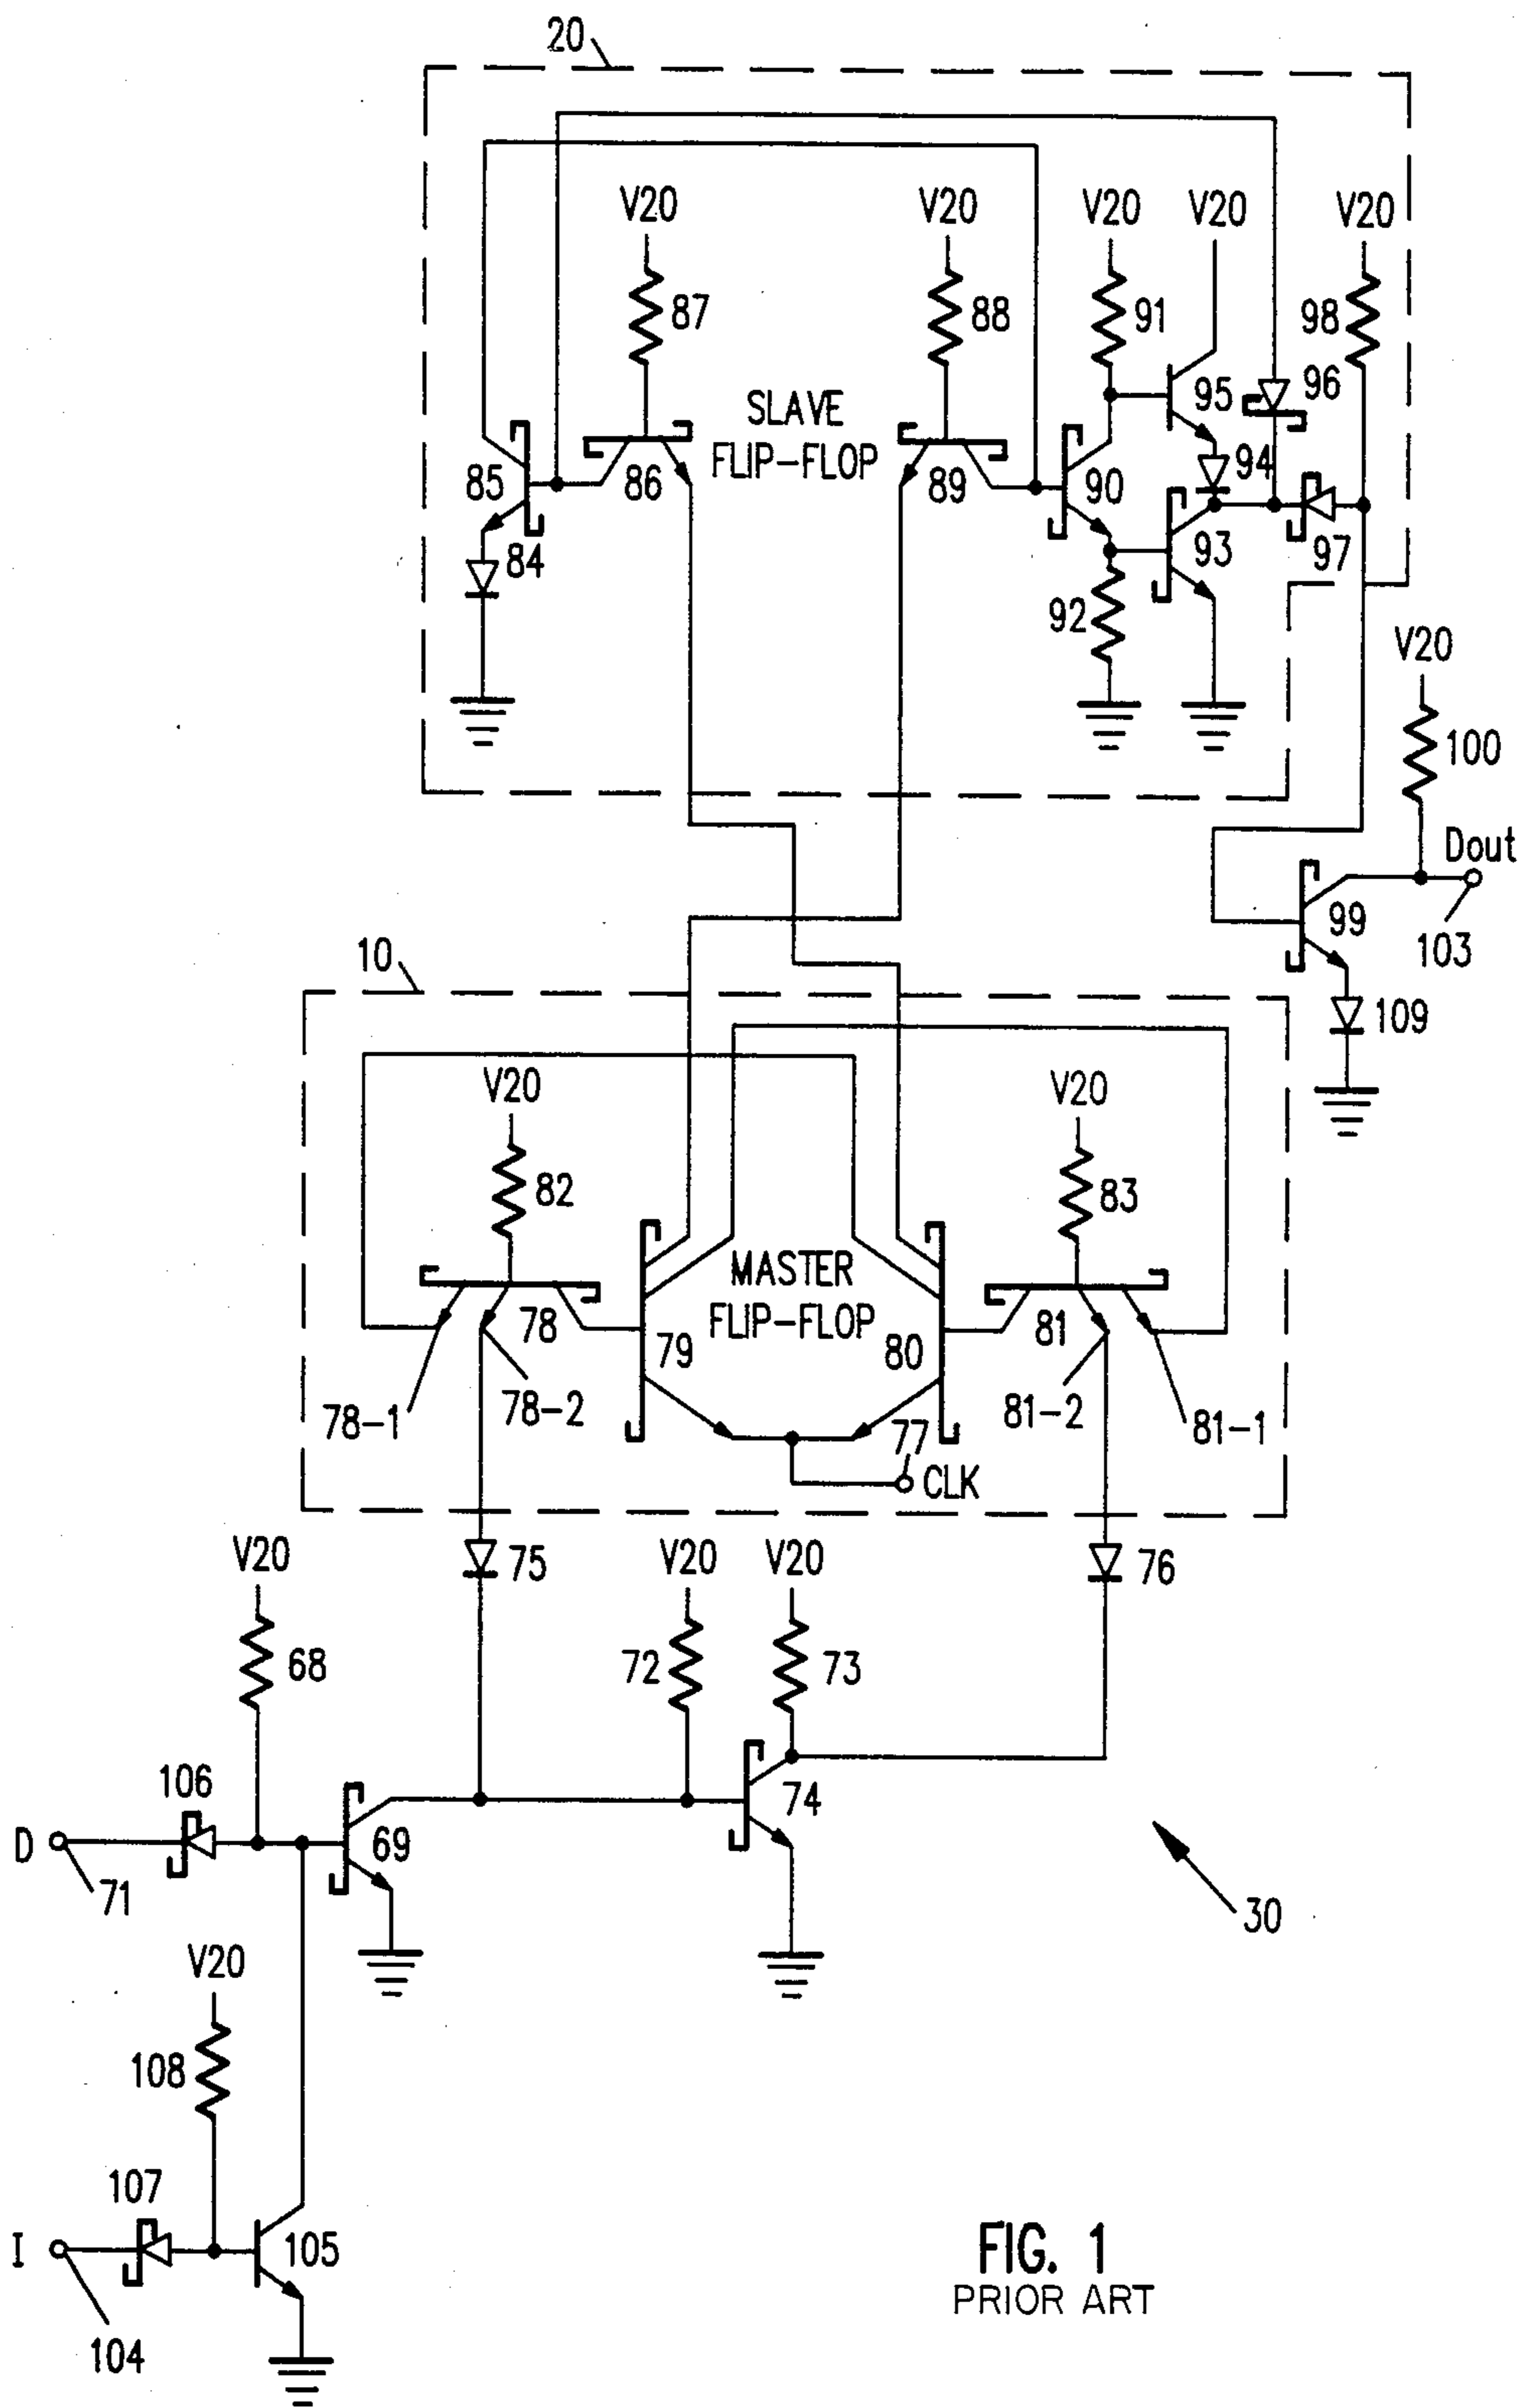 20
V20 V20 V20 V20 V20
87 88 91 98
SLAVE
FLIP-FLOP
95 96
85 86 89 90 94
84 93 97
92
V20
100
Dout
99
103
10
109
V20 V20
82 83
MASTER
FLIP-FLOP
78 79 80 81
78-1 78-2 81-2 81-1
77
CLK
V20 75 V20 V20 76
68 72 73
106 74
D 69
71
30
V20
108
107
I 105
104
FIG. 1
PRIOR ART